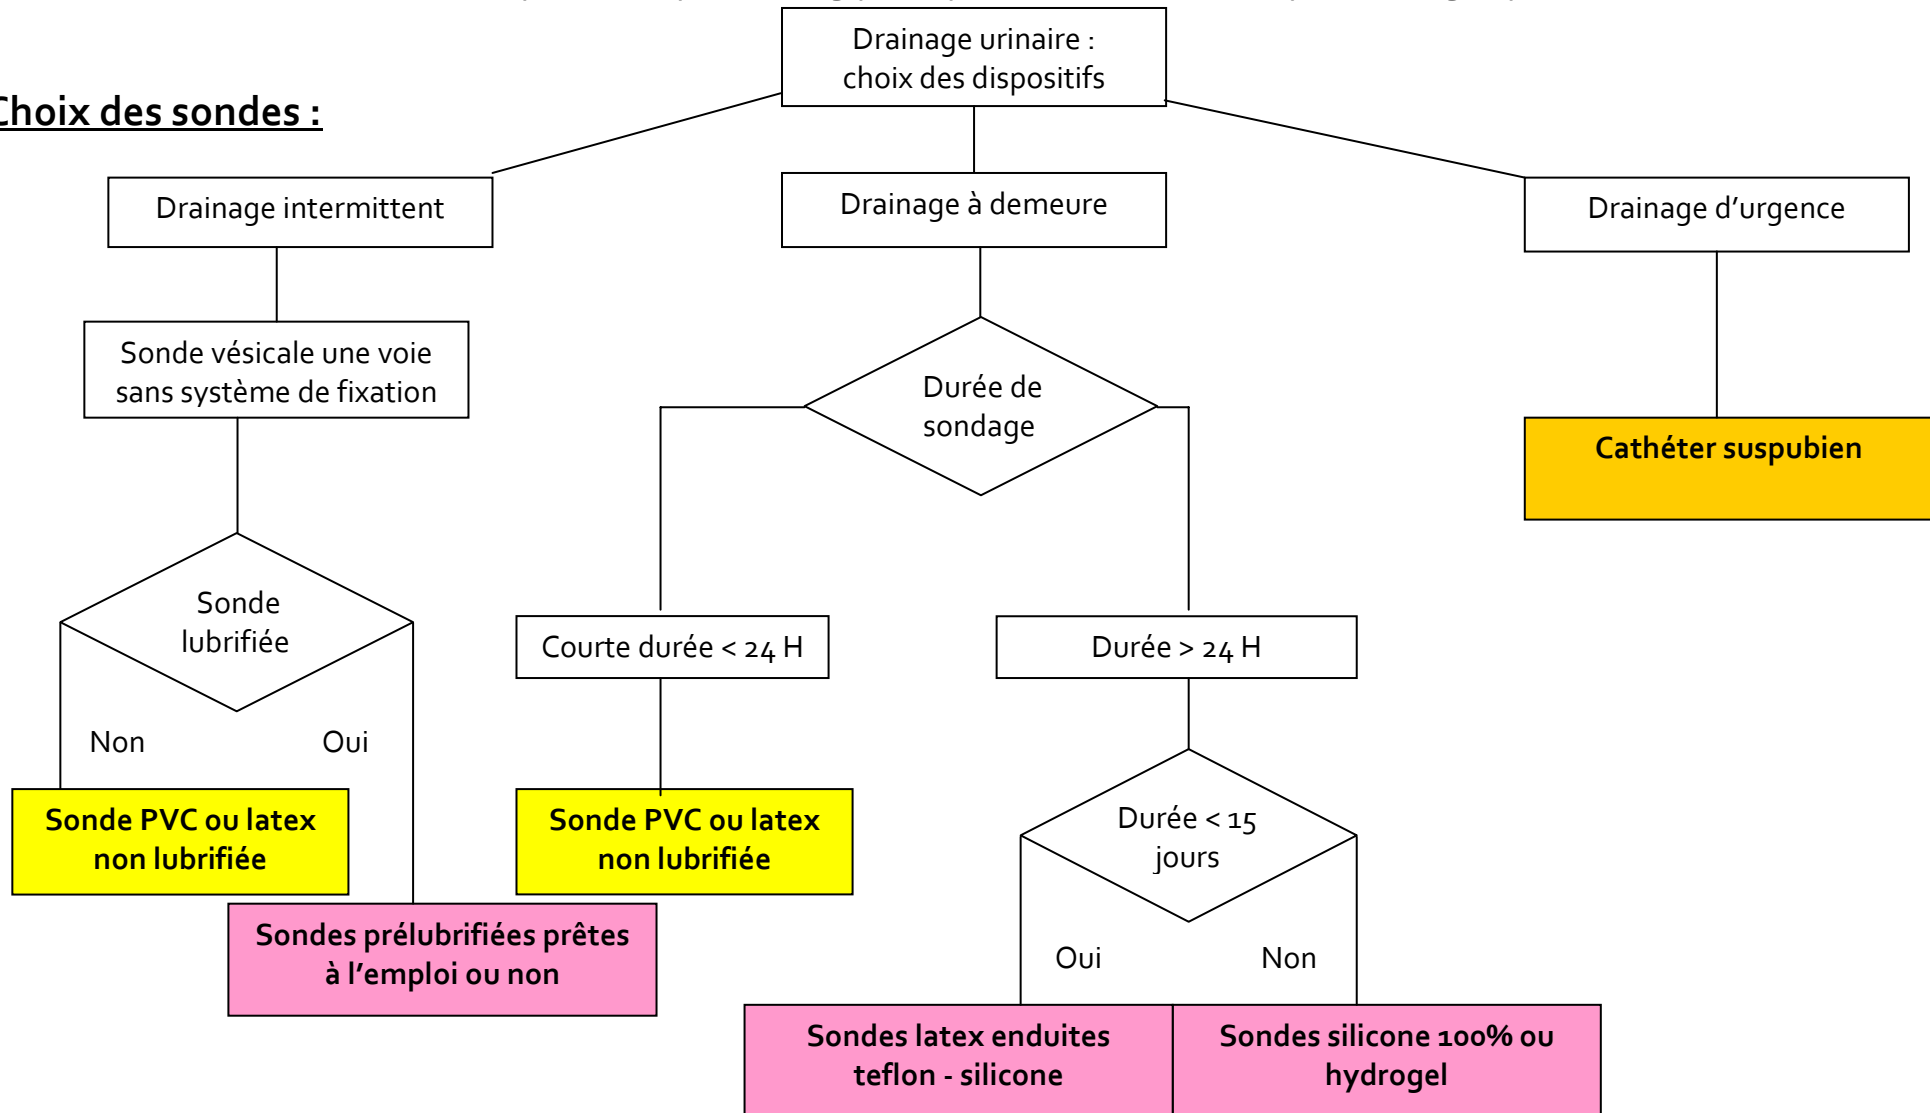 Drainage urinaire :
choix des dispositifs
Choix des sondes :
Drainage intermittent
Drainage à demeure
Drainage d’urgence
Sonde vésicale une voie
sans système de fixation
Durée de
sondage
Cathéter suspubien
Sonde
lubrifiée
Courte durée < 24 H
Durée > 24 H
Non
Oui
Sonde PVC ou latex
non lubrifiée
Sonde PVC ou latex
non lubrifiée
Durée < 15
jours
Sondes prélubrifiées prêtes
à l’emploi ou non
Oui
Non
Sondes latex enduites
teflon - silicone
Sondes silicone 100% ou
hydrogel